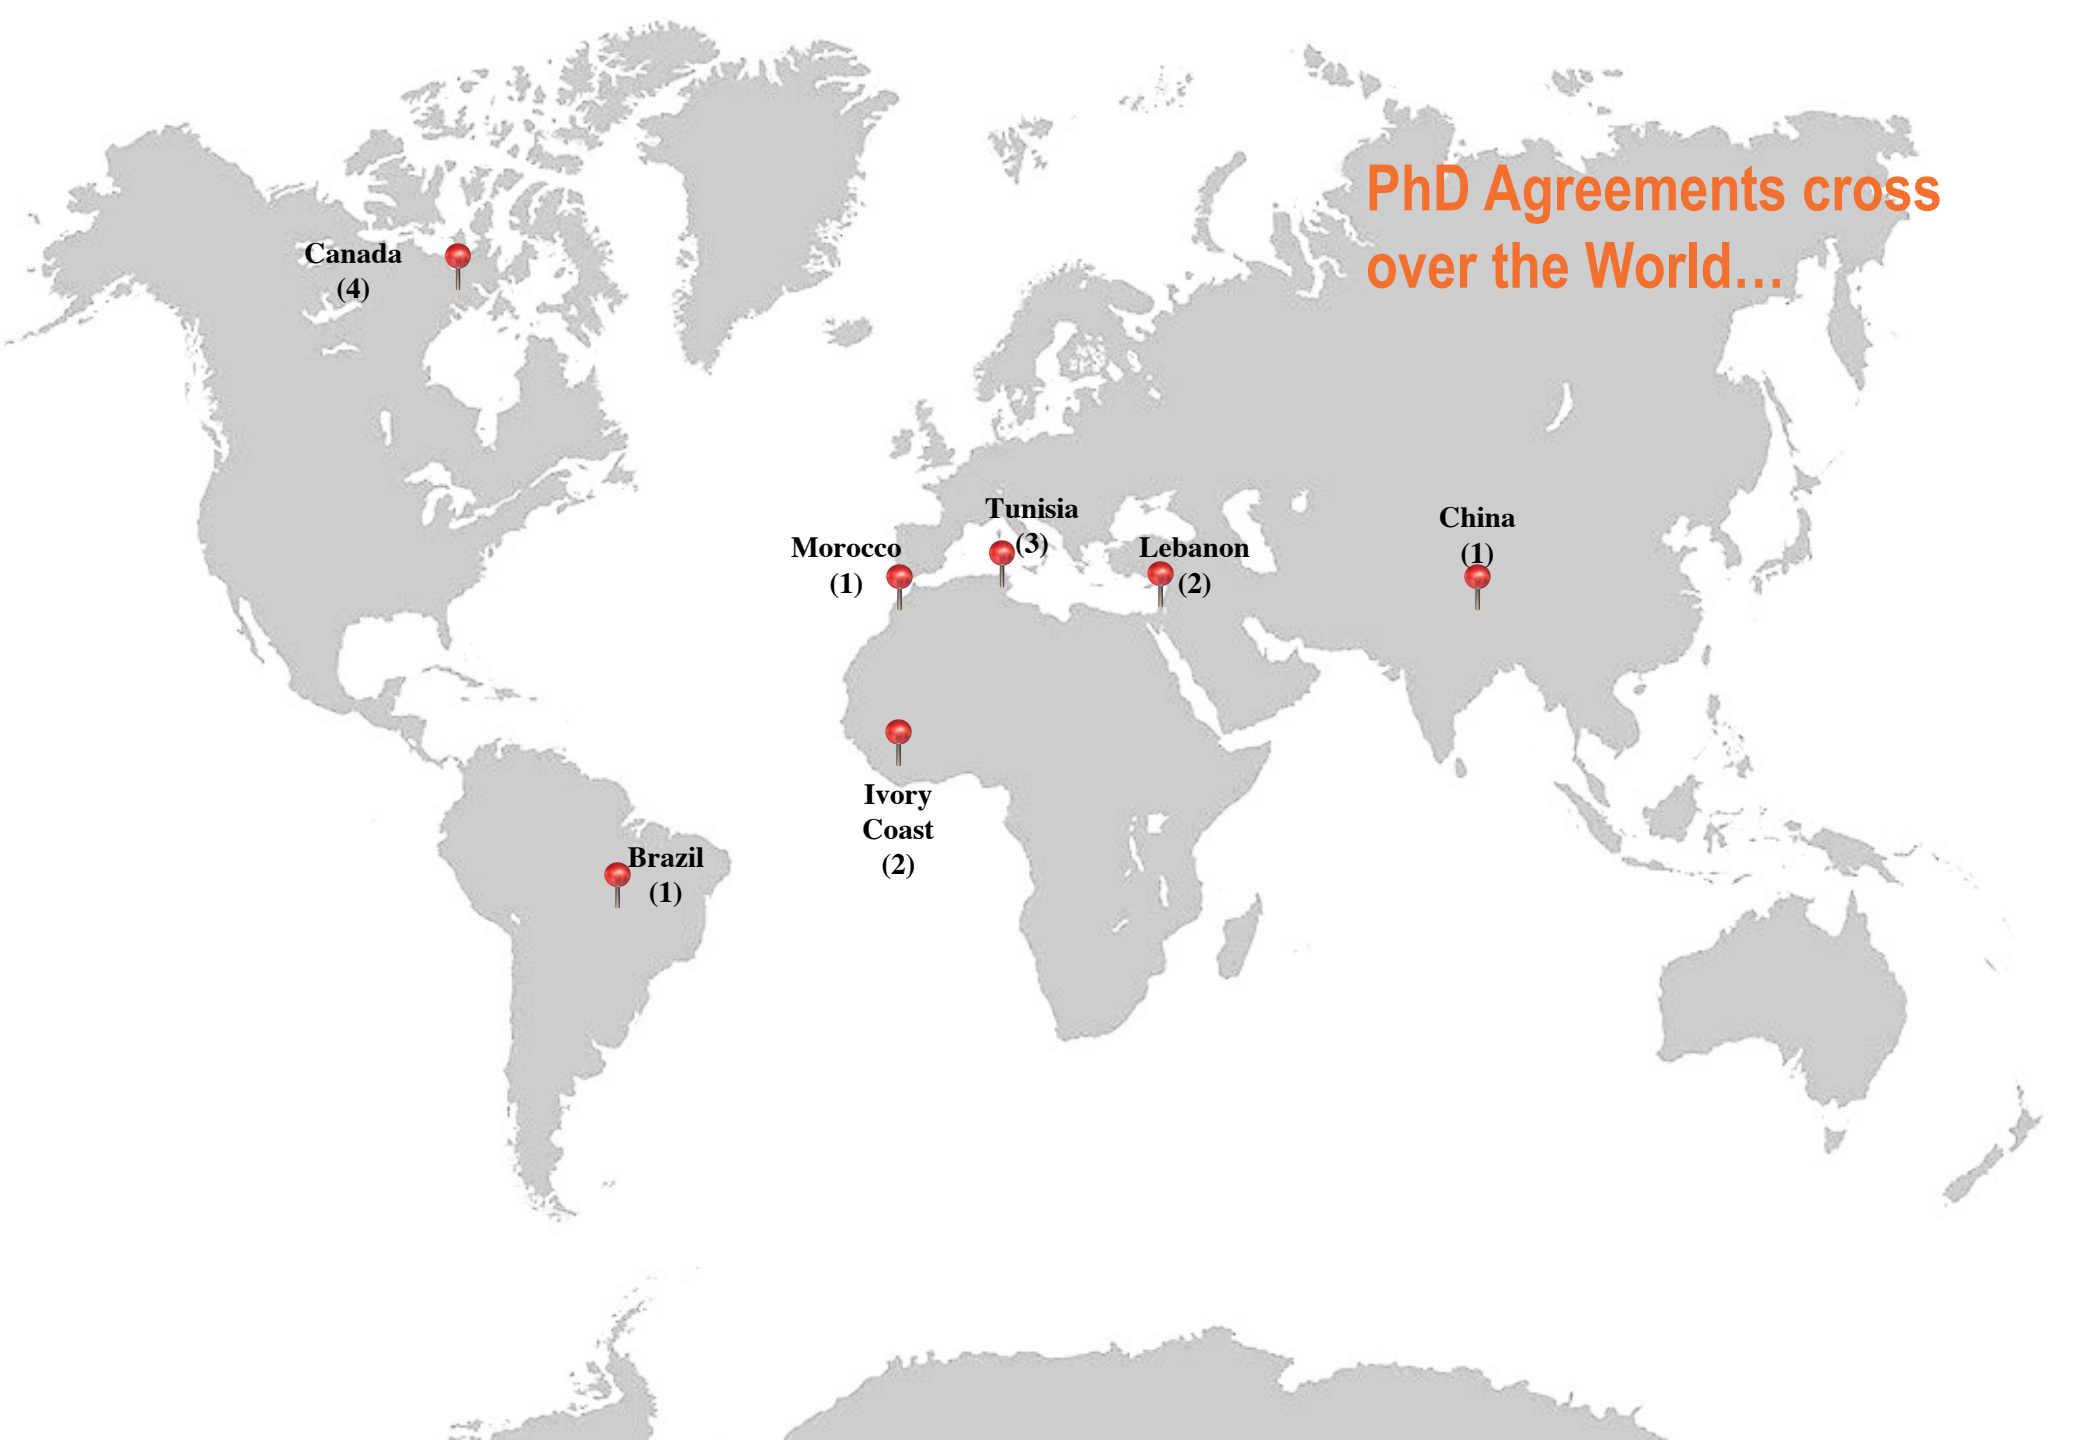 PhD Agreements cross
over the World...
Canada
(4)
Tunisia
(3)
Morocco
(1)
Lebanon
(2)
China
(1)
Ivory
Coast
(2)
Brazil
(1)